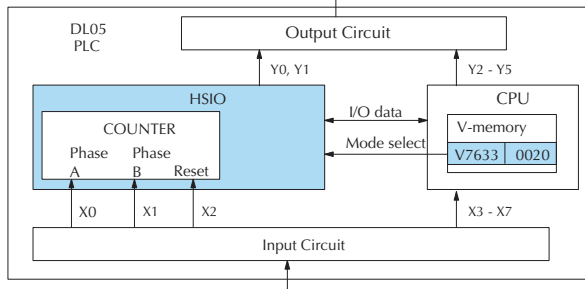 DL05
PLC
Output Circuit
Y0, Y1
Y2 - Y5
HSIO
CPU
I/O data
COUNTER
V-memory
Mode select
V7633 0020
Phase Phase
A B Reset
X0 X1 X2
X3 - X7
Input Circuit